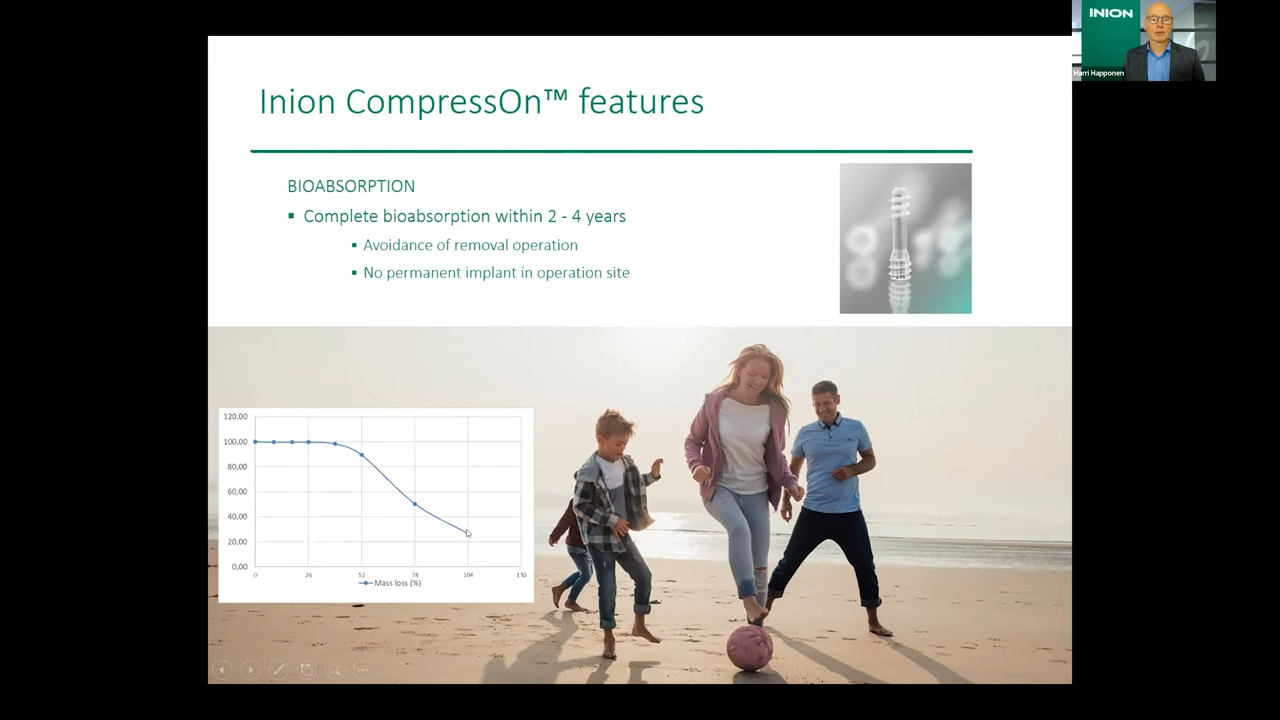 INION
Harri Happonen
Inion CompressOn™ features
BIOABSORPTION
▪ Complete bioabsorption within 2 - 4 years
▪ Avoidance of removal operation
▪ No permanent implant in operation site
120,00
100,00
80,00
60,00
40,00
20,00
0,00
0 26 52 78 104 130
Mass loss (%)